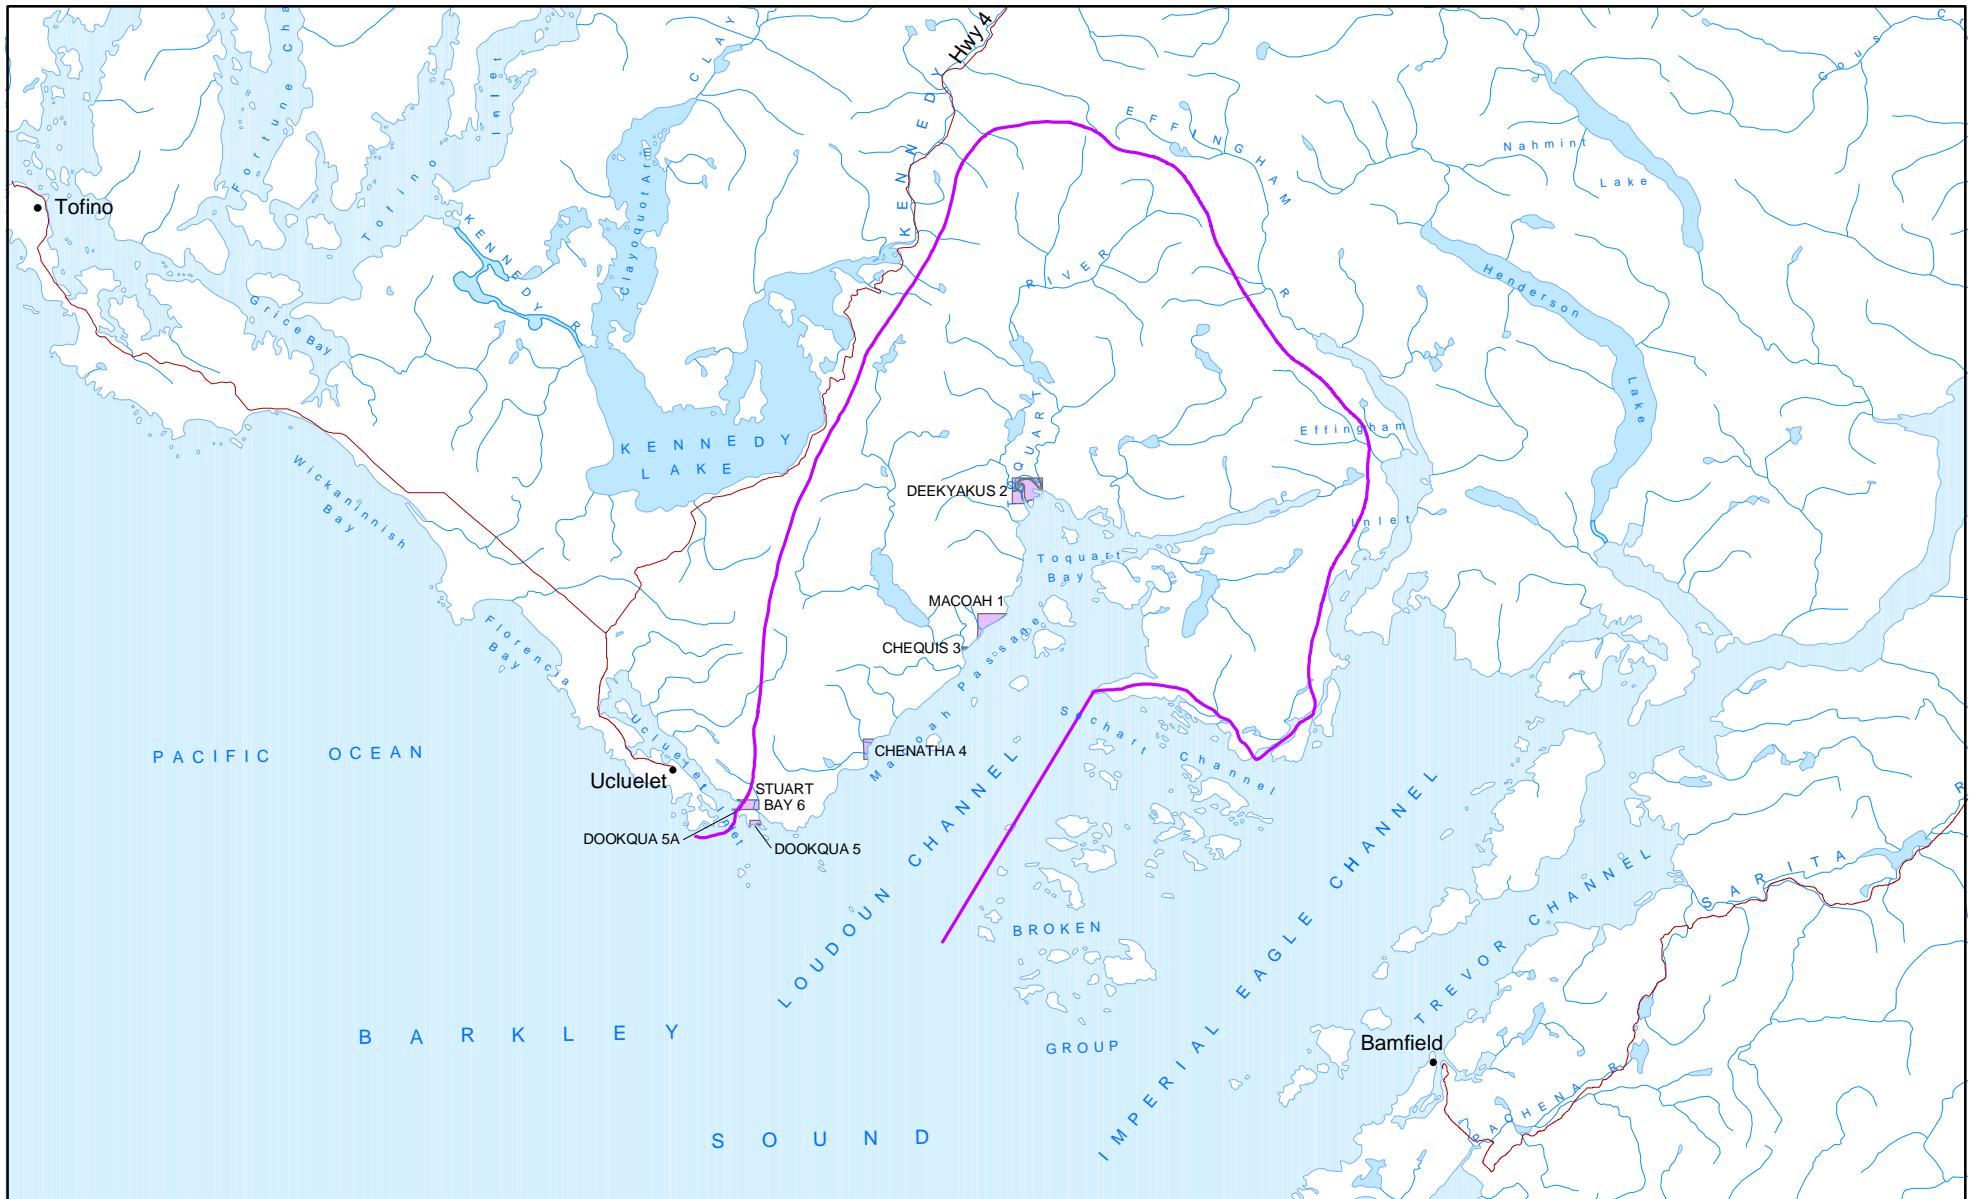 Hwy 4
Fortune Cha
Tofino Inlet
CLAY
Clayoquot Arm
KENNEDY
EFFINGHAM R
Cous C
Nahmint
Lake
Tofino
KENNEDY R
Grice Bay
RIVER
TOQUART
Henderson
Lake
KENNEDY
LAKE
Effingham
Inlet
Wickaninnish
Bay
DEEKYAKUS 2
Toquart
Bay
MACOAH 1
CHEQUIS 3
Macoah Passage
Florencia
Bay
Ucluelet Inlet
Sechart Channel
PACIFIC OCEAN
CHENATHA 4
Ucluelet
STUART
BAY 6
DOOKQUA 5A
DOOKQUA 5
LOUDOUN CHANNEL
IMPERIAL EAGLE CHANNEL
TREVOR CHANNEL
SARITA R
BROKEN
GROUP
BARKLEY
SOUND
Bamfield
PACHENA R